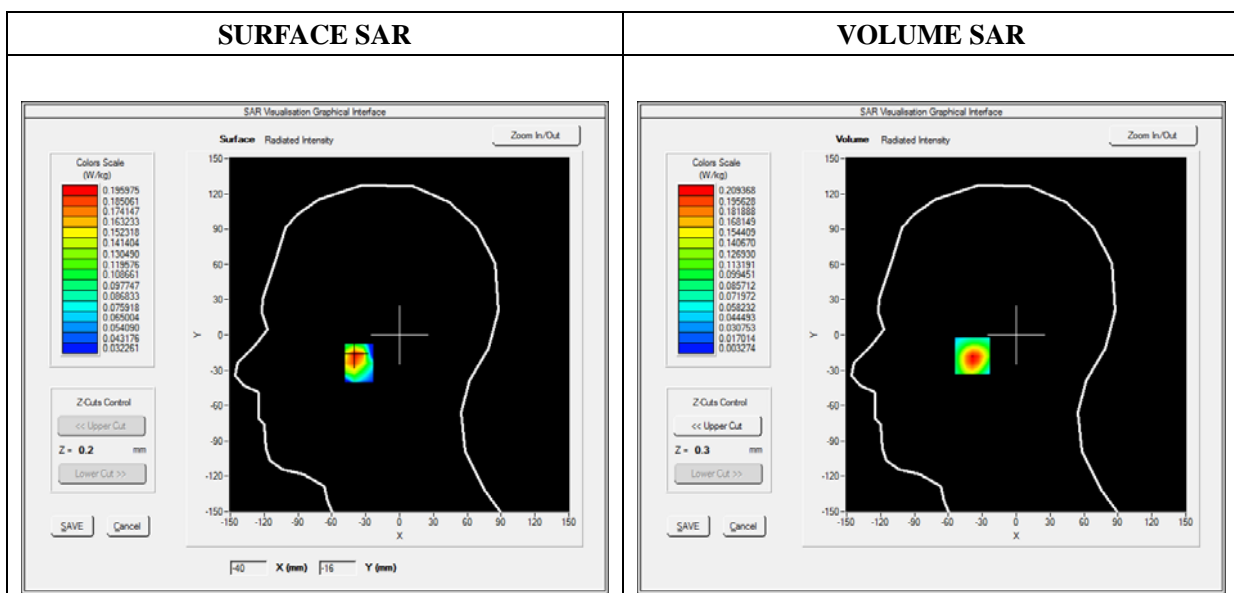 SURFACE SAR
VOLUME SAR
SAR Visualisation Graphical Interface
Surface Radiated Intensity
Zoom In/Out
Colors Scale
(W/kg)
0.195975
0.185061
0.174147
0.163233
0.152318
0.141404
0.130490
0.119576
0.108661
0.097747
0.086833
0.075918
0.065004
0.054090
0.043176
0.032261
Z-Cuts Control
<< Upper Cut
Z = 0.2 mm
Lower Cut >>
SAVE Cancel
150
120
90
60
30
0
-30
-60
-90
-120
-150
Y
-150 -120 -90 -60 -30 0 30 60 90 120 150
X
-40 X (mm) -16 Y (mm)
SAR Visualisation Graphical Interface
Volume Radiated Intensity
Zoom In/Out
Colors Scale
(W/kg)
0.209368
0.195628
0.181888
0.168149
0.154409
0.140670
0.126930
0.113191
0.099451
0.085712
0.071972
0.058232
0.044493
0.030753
0.017014
0.003274
Z-Cuts Control
<< Upper Cut
Z = 0.3 mm
Lower Cut >>
SAVE Cancel
150
120
90
60
30
0
-30
-60
-90
-120
-150
Y
-150 -120 -90 -60 -30 0 30 60 90 120 150
X